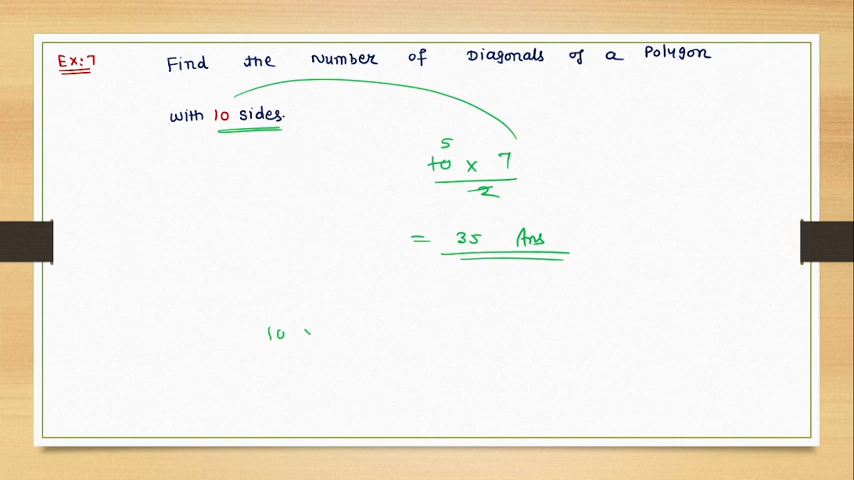 Ex:7 Find the Number of Diagonals of a Polygon
with 10 sides.
5
10 x 7
2
= 35 Ans
10